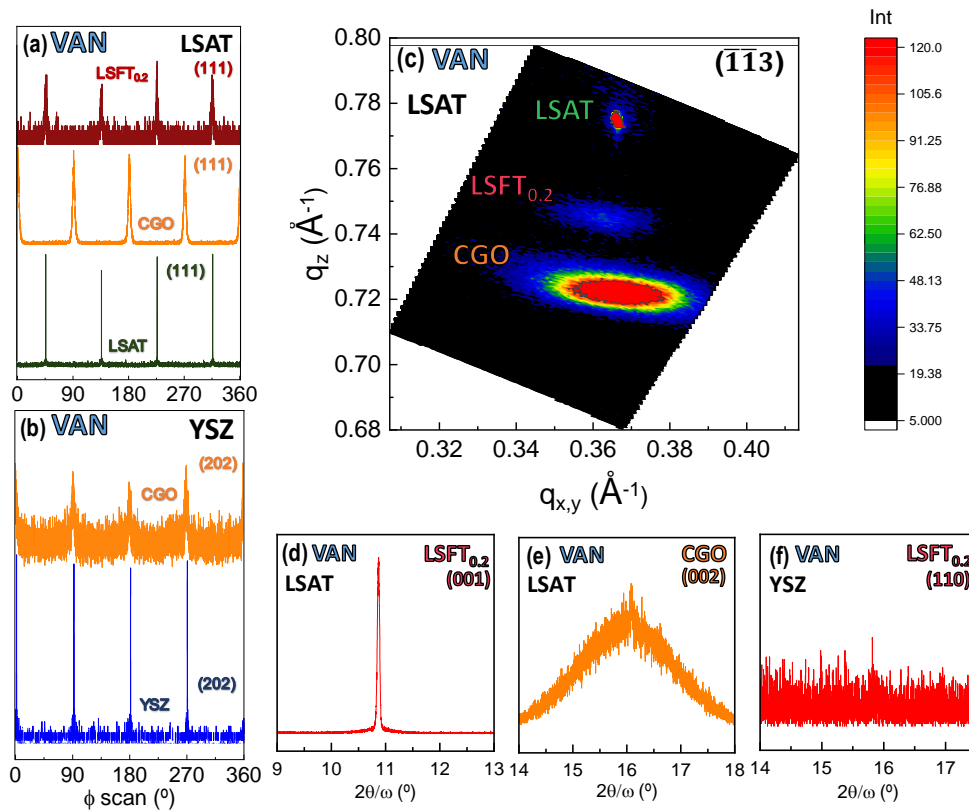 (a) VAN LSAT
LSFT0.2 (111)
(111)
CGO
(111)
LSAT
0 90 180 270 360
(b) VAN YSZ
(202)
CGO
(202)
YSZ
0 90 180 270 360
ϕ scan (º)
(c) VAN (1̅1̅3)
LSAT
LSAT
LSFT0.2
CGO
0.80
0.78
0.76
0.74
0.72
0.70
0.68
qz (Å-1)
0.32 0.34 0.36 0.38 0.40
qx,y (Å-1)
Int
120.0
105.6
91.25
76.88
62.50
48.13
33.75
19.38
5.000
(d) VAN LSFT0.2
LSAT (001)
9 10 11 12 13
2θ/ω (º)
(e) VAN CGO
LSAT (002)
14 15 16 17 18
2θ/ω (º)
(f) VAN LSFT0.2
YSZ (110)
14 15 16 17
2θ/ω (º)